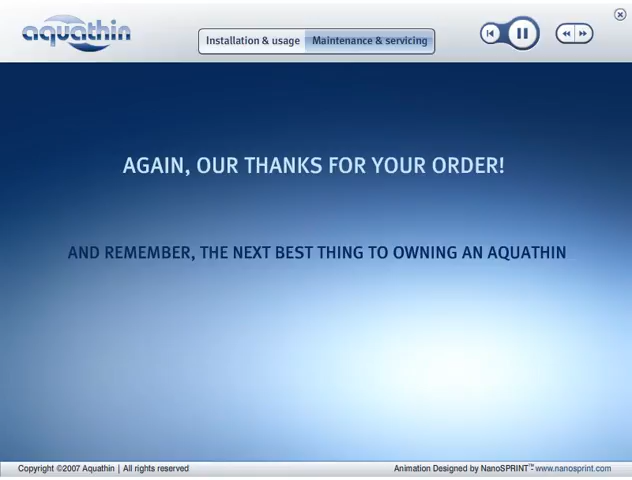 aquathin
Installation & usage
Maintenance & servicing
AGAIN, OUR THANKS FOR YOUR ORDER!
AND REMEMBER, THE NEXT BEST THING TO OWNING AN AQUATHIN
Copyright ©2007 Aquathin | All rights reserved
Animation Designed by NanoSPRINT™- www.nanosprint.com